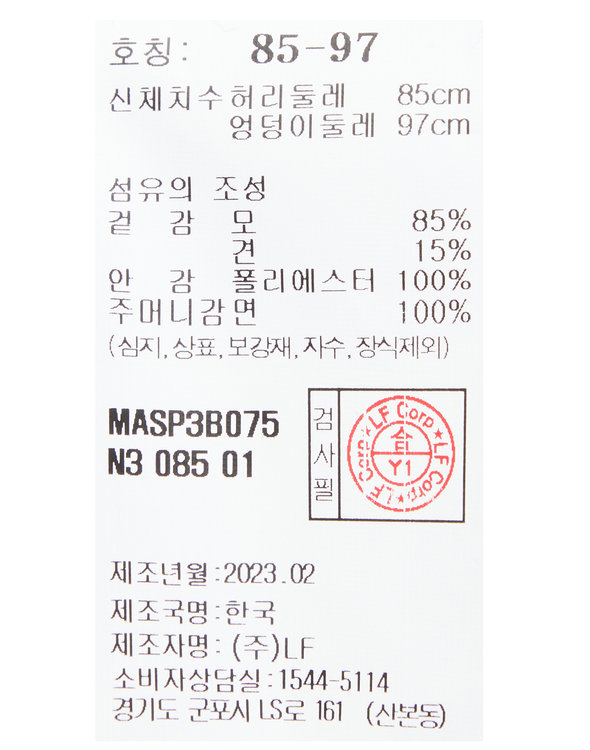 호칭: 85-97
신체치수허리둘레 85cm
엉덩이둘레 97cm
섬유의 조성
겉 감 모 85%
견 15%
안 감 폴리에스터 100%
주머니감면 100%
(심지,상표,보강재,자수,장식제외)
MASP3B075
N3 085 01
검사필
LF Corp ★ LF Corp ★ LF Corp ★
合
Y1
제조년월:2023.02
제조국명:한국
제조자명: (주)LF
소비자상담실:1544-5114
경기도 군포시 LS로 161 (산본동)